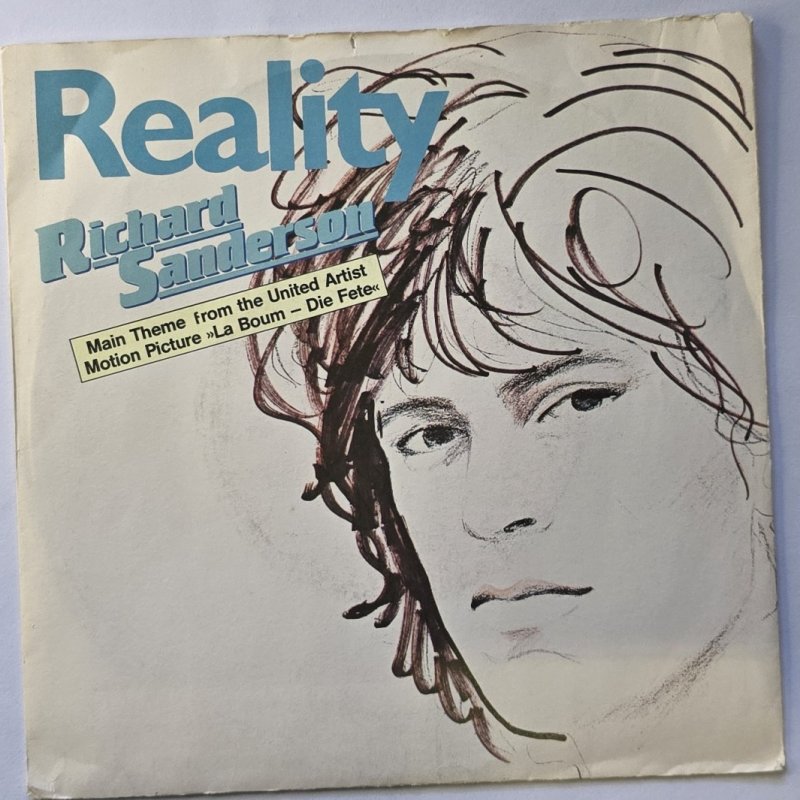 Reality
Richard
Sanderson
Main Theme from the United Artist
Motion Picture »La Boum – Die Fete«